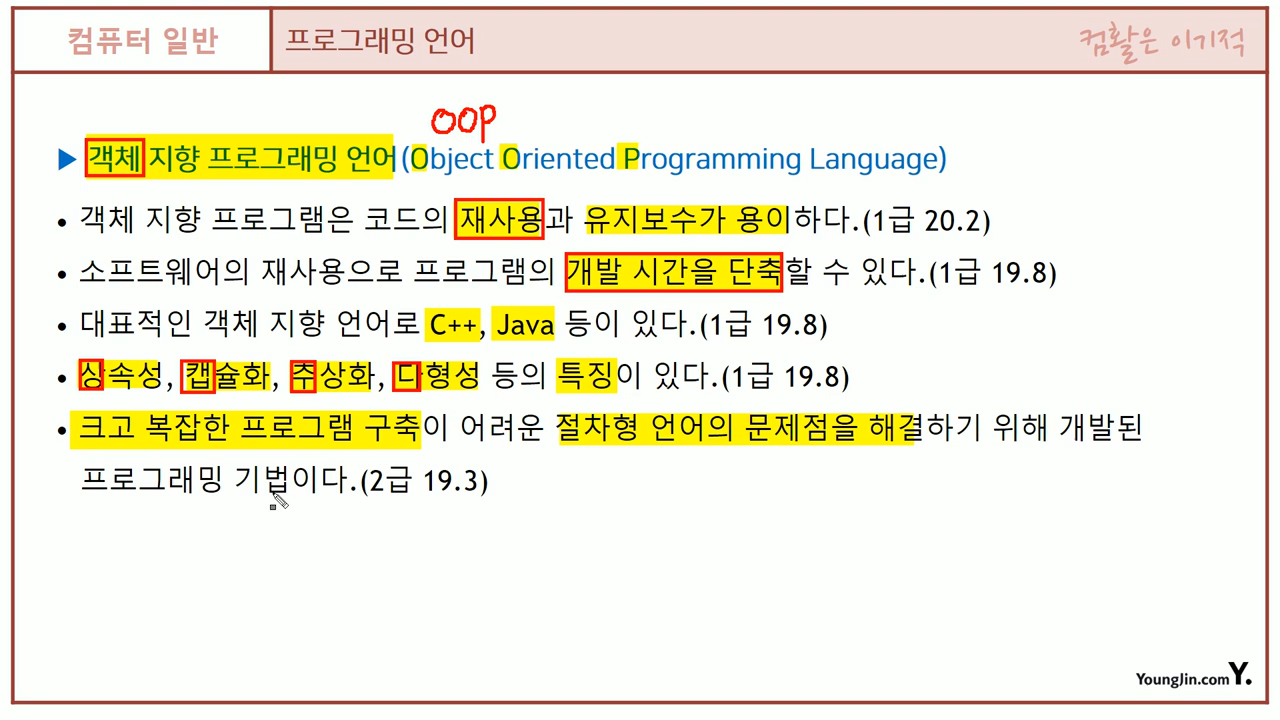 컴퓨터 일반
프로그래밍 언어
컴활은 이기적
OOP
▶ 객체 지향 프로그래밍 언어(Object Oriented Programming Language)
• 객체 지향 프로그램은 코드의 재사용과 유지보수가 용이하다.(1급 20.2)
• 소프트웨어의 재사용으로 프로그램의 개발 시간을 단축할 수 있다.(1급 19.8)
• 대표적인 객체 지향 언어로 C++, Java 등이 있다.(1급 19.8)
• 상속성, 캡슐화, 추상화, 다형성 등의 특징이 있다.(1급 19.8)
• 크고 복잡한 프로그램 구축이 어려운 절차형 언어의 문제점을 해결하기 위해 개발된
프로그래밍 기법이다.(2급 19.3)
YoungJin.com Y.